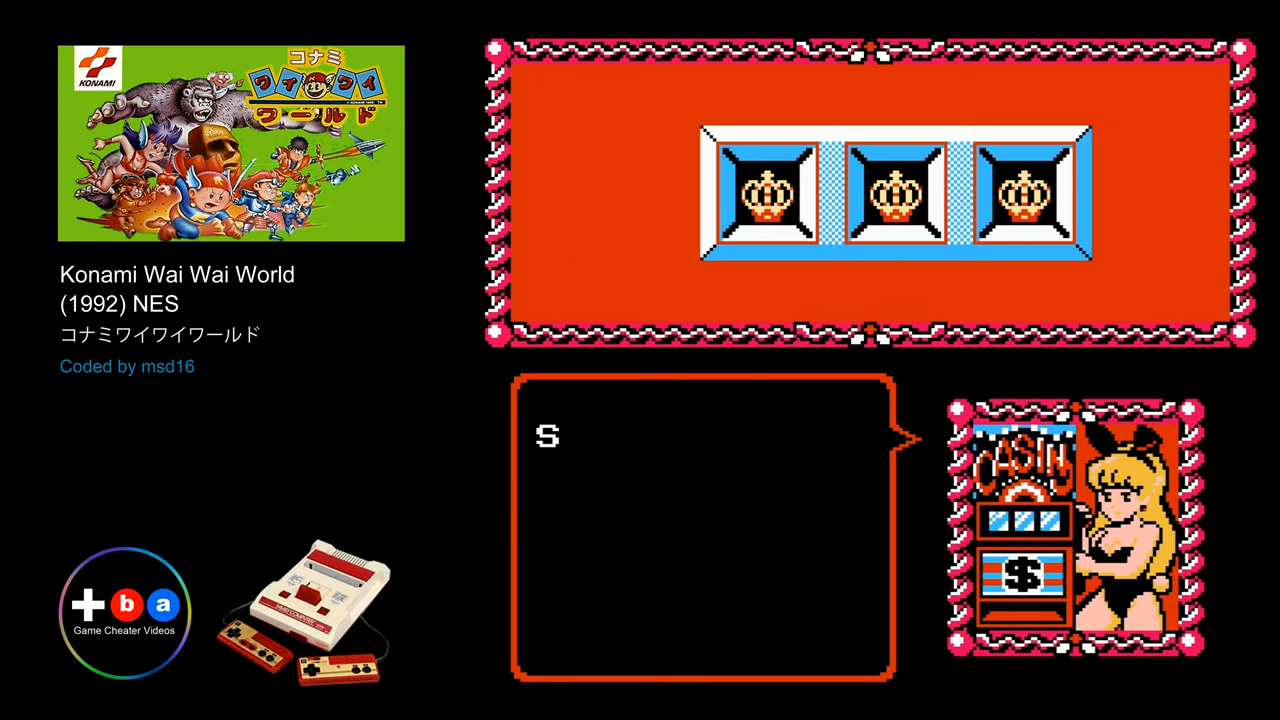 KONAMI
コナミ
ワイワイ
ワールド
Konami Wai Wai World
(1992) NES
コナミワイワイワールド
Coded by msd16
b a
Game Cheater Videos
S
CASIN
$